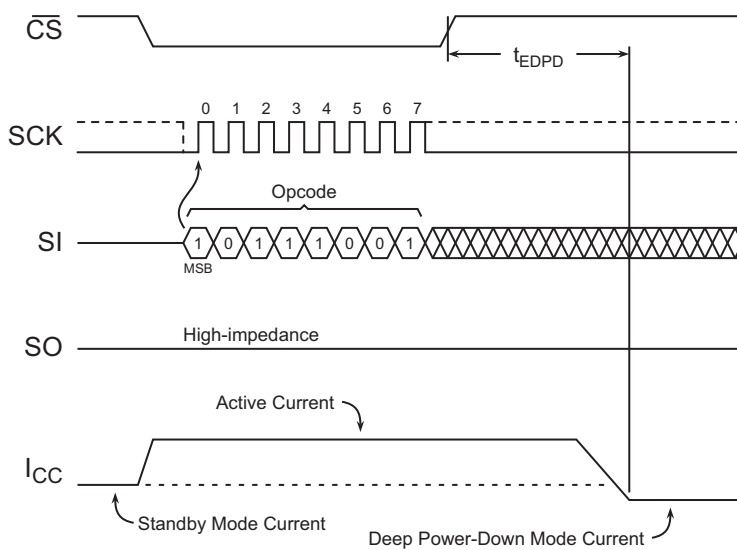 CS
tEDPD
0 1 2 3 4 5 6 7
SCK
Opcode
SI
1 0 1 1 1 0 0 1
MSB
High-impedance
SO
Active Current
ICC
Standby Mode Current
Deep Power-Down Mode Current